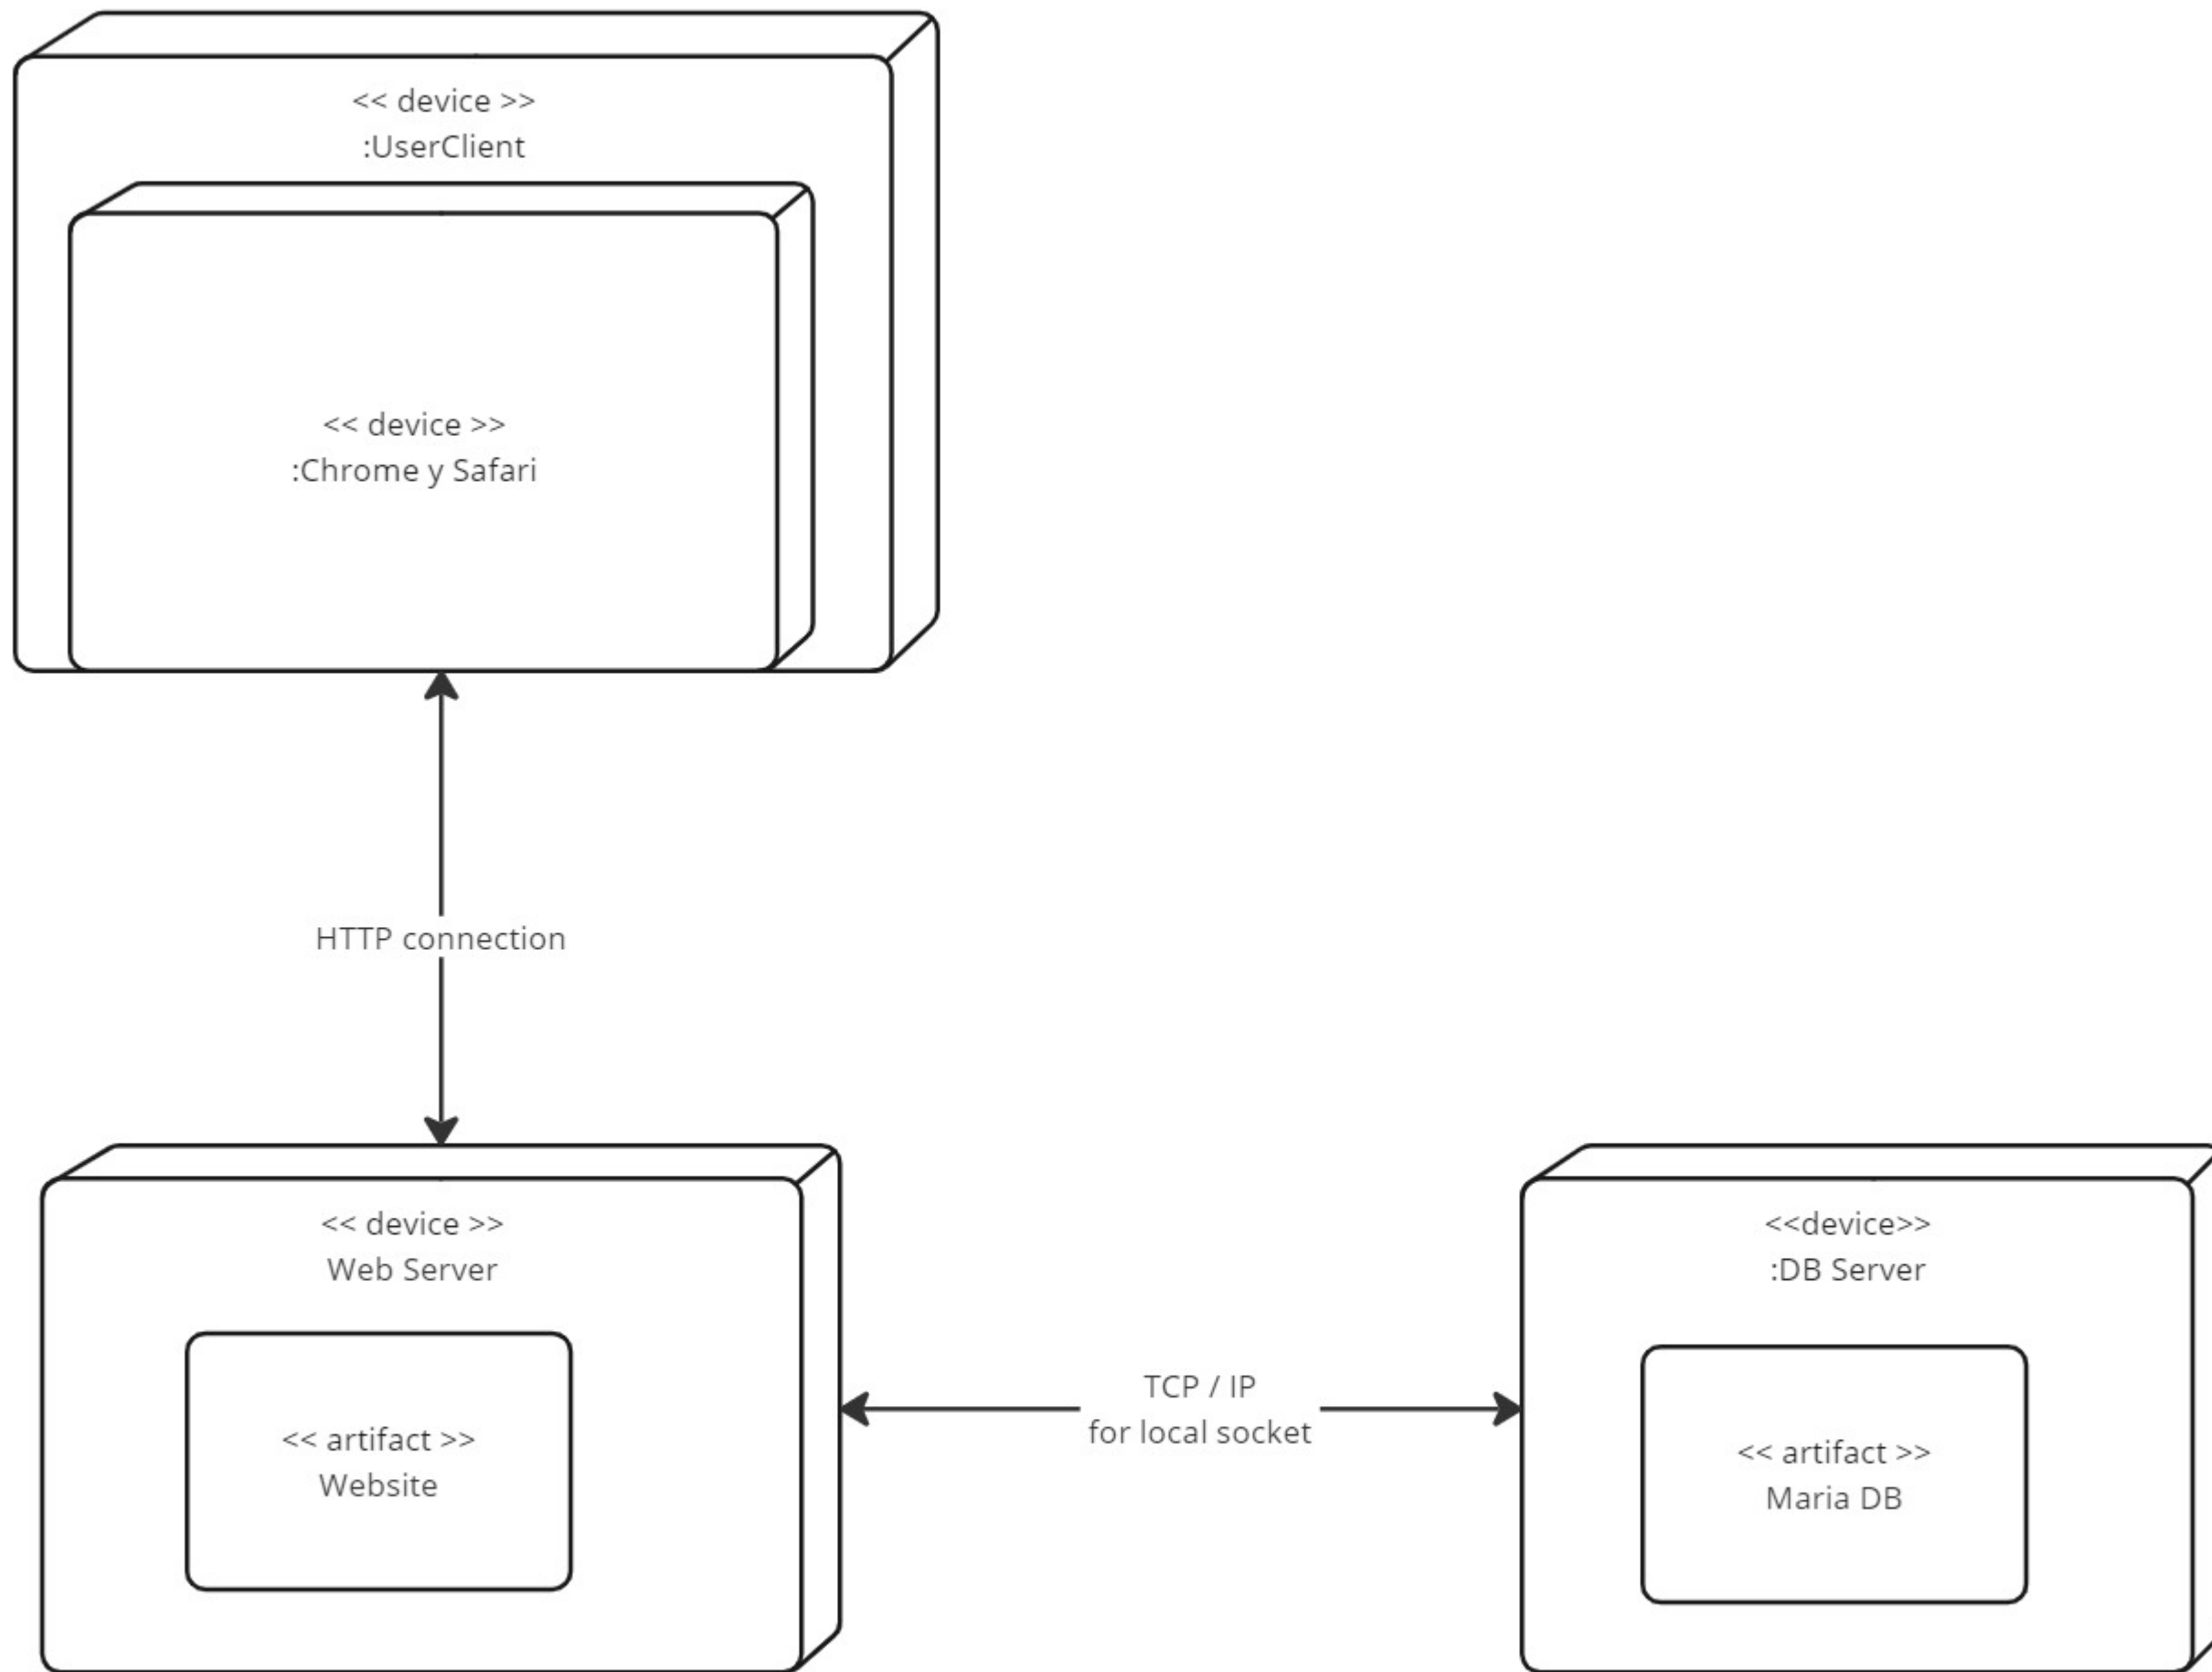 << device >>
:UserClient
<< device >>
:Chrome y Safari
HTTP connection
<< device >>
Web Server
<< artifact >>
Website
TCP / IP
for local socket
<<device>>
:DB Server
<< artifact >>
Maria DB